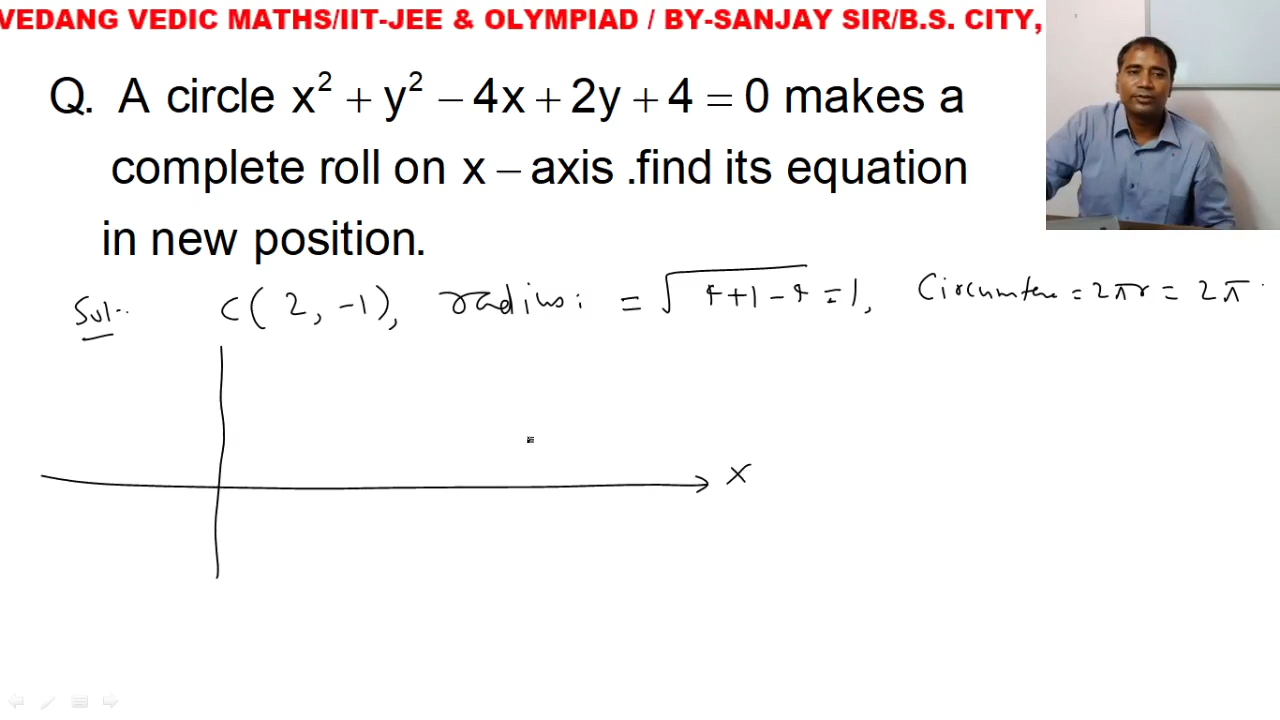 VEDANG VEDIC MATHS/IIT-JEE & OLYMPIAD / BY-SANJAY SIR/B.S. CITY,
Q. A circle x² + y² − 4x + 2y + 4 = 0 makes a
complete roll on x − axis .find its equation
in new position.
Sol:. C(2, -1), radius: = √4+1-4 = 1, Circumfere = 2πr = 2π.
X